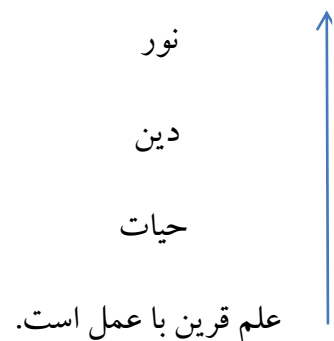 نور
دین
حیات
علم قرین با عمل است.